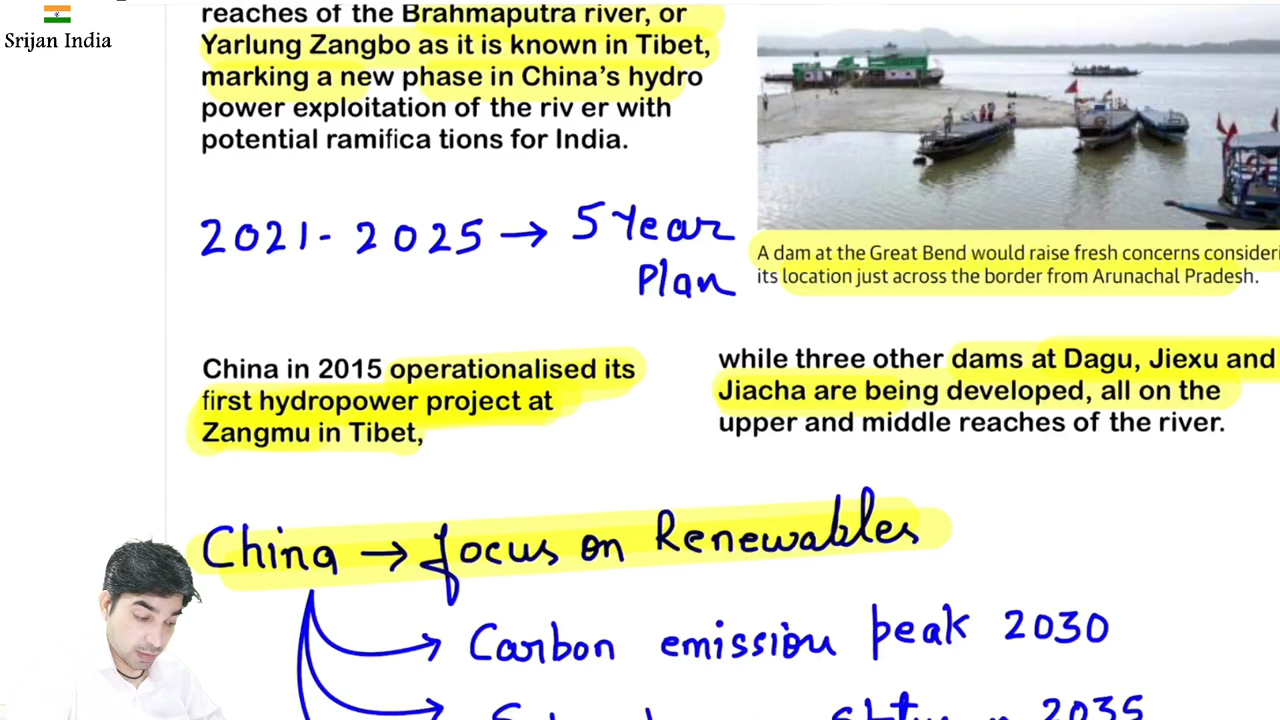 Srijan India
reaches of the Brahmaputra river, or
Yarlung Zangbo as it is known in Tibet,
marking a new phase in China's hydro
power exploitation of the riv er with
potential ramifica tions for India.
2021-2025 → 5 Year
Plan
A dam at the Great Bend would raise fresh concerns consideri
its location just across the border from Arunachal Pradesh.
China in 2015 operationalised its
first hydropower project at
Zangmu in Tibet,
while three other dams at Dagu, Jiexu and
Jiacha are being developed, all on the
upper and middle reaches of the river.
China → focus on Renewables
→ Carbon emission peak 2030
→ 2035